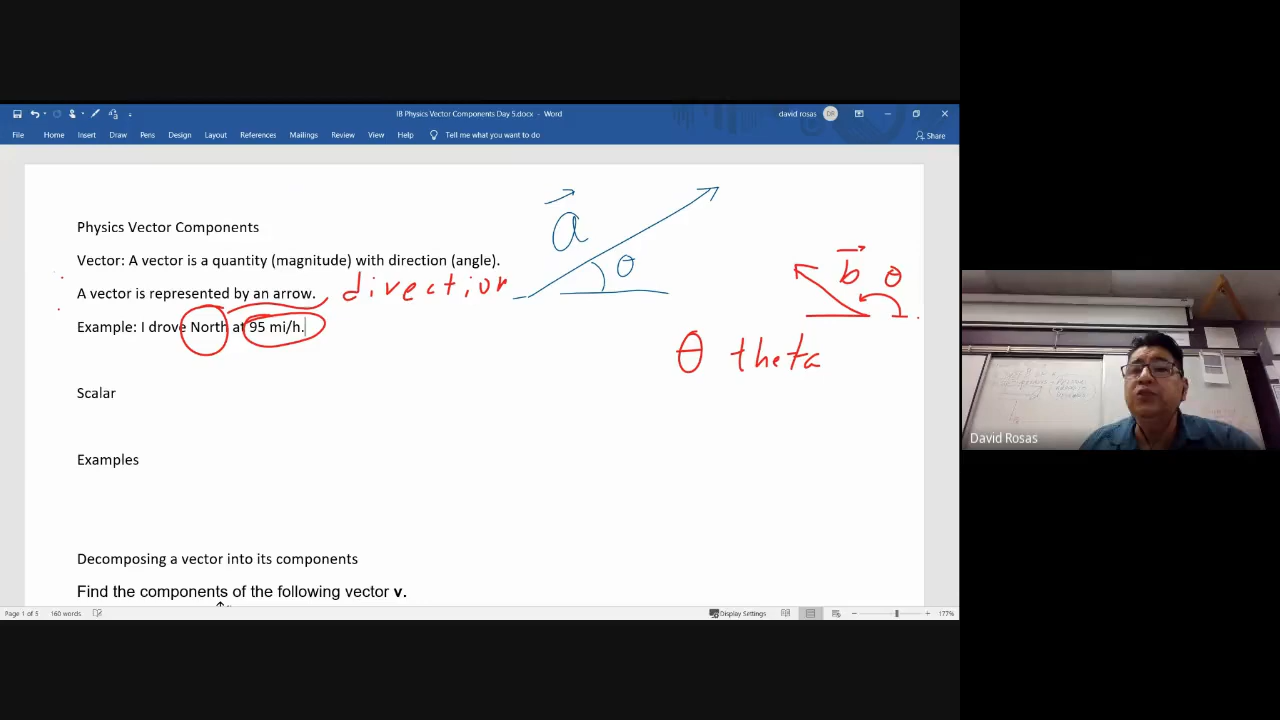 IB Physics Vector Components Day 5.docx - Word
david rosas DR
File Home Insert Draw Pens Design Layout References Mailings Review View Help Tell me what you want to do Share
Physics Vector Components
Vector: A vector is a quantity (magnitude) with direction (angle).
A vector is represented by an arrow.
direction
Example: I drove North at 95 mi/h.
a
θ
b θ
θ theta
Scalar
Examples
Decomposing a vector into its components
Find the components of the following vector v.
Page 1 of 5 160 words Display Settings 177%
David Rosas